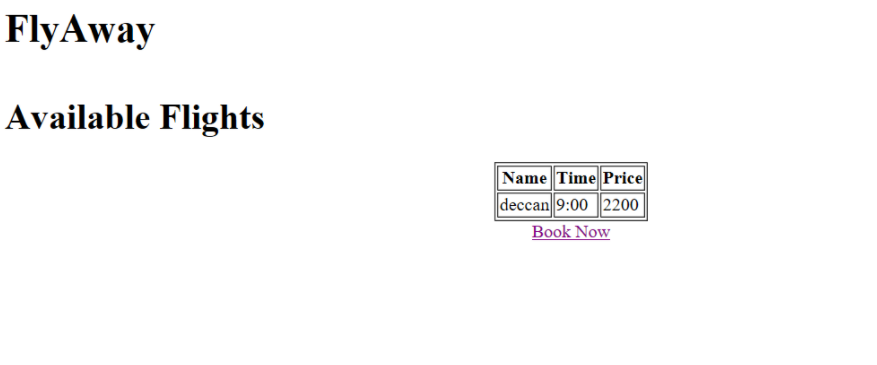 FlyAway
Available Flights
Name Time Price
deccan 9:00 2200
Book Now